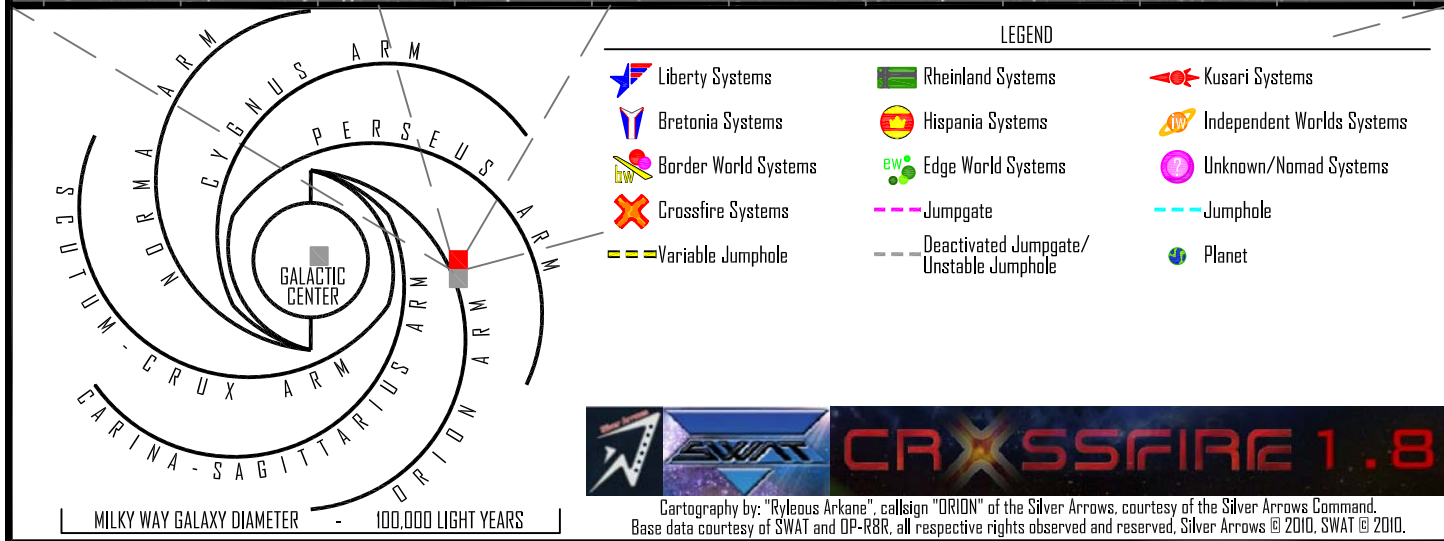 NORMA ARM
CYGNUS ARM
PERSEUS ARM
SCUTUM-CRUX ARM
CARINA-SAGITTARIUS ARM
ORION ARM
GALACTIC
CENTER
MILKY WAY GALAXY DIAMETER - 100,000 LIGHT YEARS
LEGEND
Liberty Systems
Rheinland Systems
Kusari Systems
Bretonia Systems
Hispania Systems
iw
Independent Worlds Systems
bw
Border World Systems
ew
Edge World Systems
?
Unknown/Nomad Systems
Crossfire Systems
Jumpgate
Jumphole
Variable Jumphole
Deactivated Jumpgate/
Unstable Jumphole
Planet
Silver Arrows
SWAT
CROSSFIRE 1.8
Cartography by: "Ryleous Arkane", callsign "ORION" of the Silver Arrows, courtesy of the Silver Arrows Command.
Base data courtesy of SWAT and OP-R8R, all respective rights observed and reserved, Silver Arrows © 2010, SWAT © 2010.